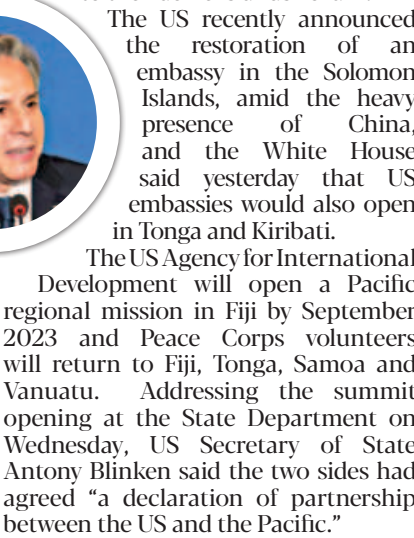 The US recently announced
the restoration of an
embassy in the Solomon
Islands, amid the heavy
presence of China,
and the White House
said yesterday that US
embassies would also open
in Tonga and Kiribati.
The US Agency for International
Development will open a Pacific
regional mission in Fiji by September
2023 and Peace Corps volunteers
will return to Fiji, Tonga, Samoa and
Vanuatu. Addressing the summit
opening at the State Department on
Wednesday, US Secretary of State
Antony Blinken said the two sides had
agreed “a declaration of partnership
between the US and the Pacific.”